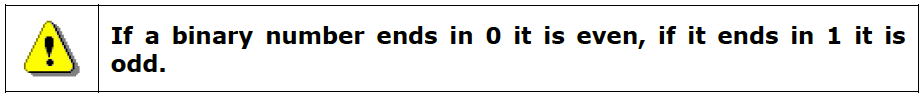 If a binary number ends in 0 it is even, if it ends in 1 it is
odd.